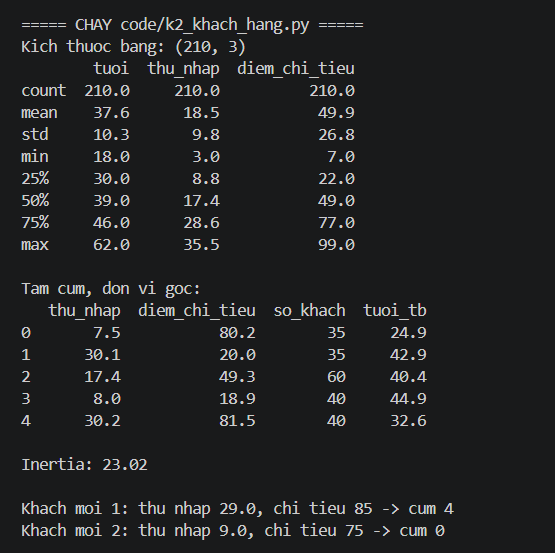 ===== CHAY code/k2_khach_hang.py =====
Kich thuoc bang: (210, 3)
tuoi thu_nhap diem_chi_tieu
count 210.0 210.0 210.0
mean 37.6 18.5 49.9
std 10.3 9.8 26.8
min 18.0 3.0 7.0
25% 30.0 8.8 22.0
50% 39.0 17.4 49.0
75% 46.0 28.6 77.0
max 62.0 35.5 99.0
Tam cum, don vi goc:
thu_nhap diem_chi_tieu so_khach tuoi_tb
0 7.5 80.2 35 24.9
1 30.1 20.0 35 42.9
2 17.4 49.3 60 40.4
3 8.0 18.9 40 44.9
4 30.2 81.5 40 32.6
Inertia: 23.02
Khach moi 1: thu nhap 29.0, chi tieu 85 -> cum 4
Khach moi 2: thu nhap 9.0, chi tieu 75 -> cum 0